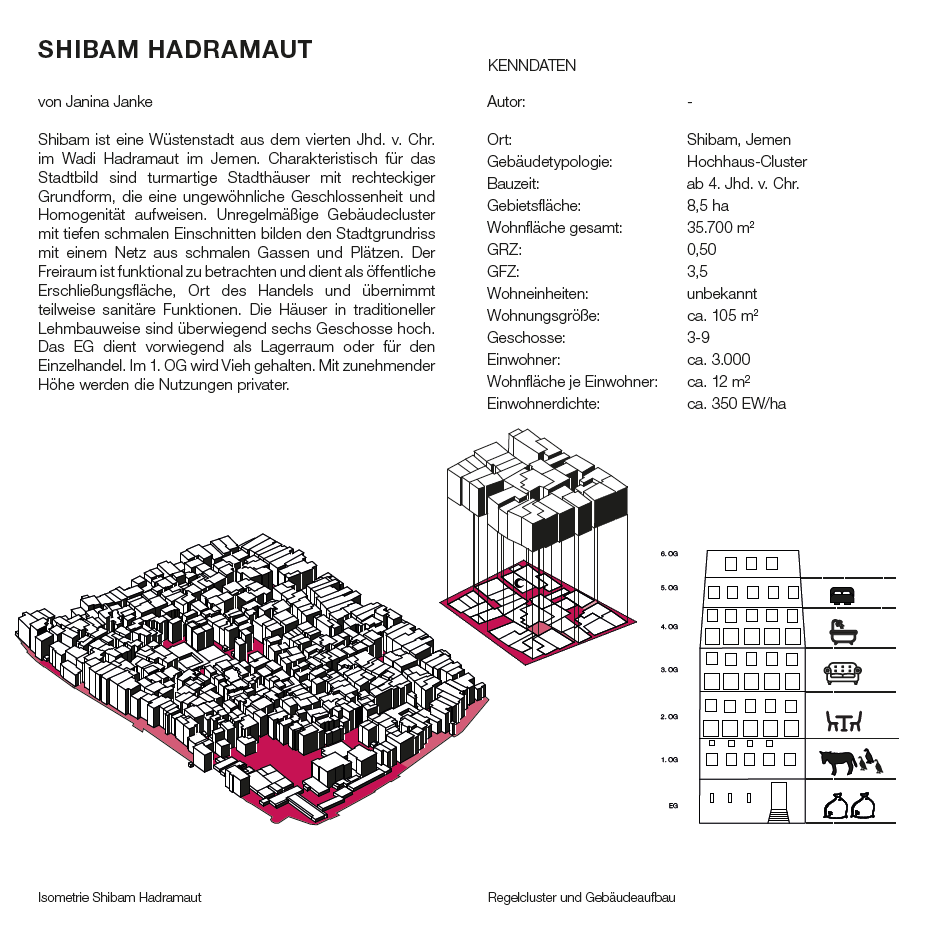 SHIBAM HADRAMAUT
von Janina Janke
Shibam ist eine Wüstenstadt aus dem vierten Jhd. v. Chr.
im Wadi Hadramaut im Jemen. Charakteristisch für das
Stadtbild sind turmartige Stadthäuser mit rechteckiger
Grundform, die eine ungewöhnliche Geschlossenheit und
Homogenität aufweisen. Unregelmäßige Gebäudecluster
mit tiefen schmalen Einschnitten bilden den Stadtgrundriss
mit einem Netz aus schmalen Gassen und Plätzen. Der
Freiraum ist funktional zu betrachten und dient als öffentliche
Erschließungsfläche, Ort des Handels und übernimmt
teilweise sanitäre Funktionen. Die Häuser in traditioneller
Lehmbauweise sind überwiegend sechs Geschosse hoch.
Das EG dient vorwiegend als Lagerraum oder für den
Einzelhandel. Im 1. OG wird Vieh gehalten. Mit zunehmender
Höhe werden die Nutzungen privater.
KENNDATEN
Autor: -
Ort: Shibam, Jemen
Gebäudetypologie: Hochhaus-Cluster
Bauzeit: ab 4. Jhd. v. Chr.
Gebietsfläche: 8,5 ha
Wohnfläche gesamt: 35.700 m²
GRZ: 0,50
GFZ: 3,5
Wohneinheiten: unbekannt
Wohnungsgröße: ca. 105 m²
Geschosse: 3-9
Einwohner: ca. 3.000
Wohnfläche je Einwohner: ca. 12 m²
Einwohnerdichte: ca. 350 EW/ha
6. OG
5. OG
4. OG
3. OG
2. OG
1. OG
EG
Isometrie Shibam Hadramaut
Regelcluster und Gebäudeaufbau